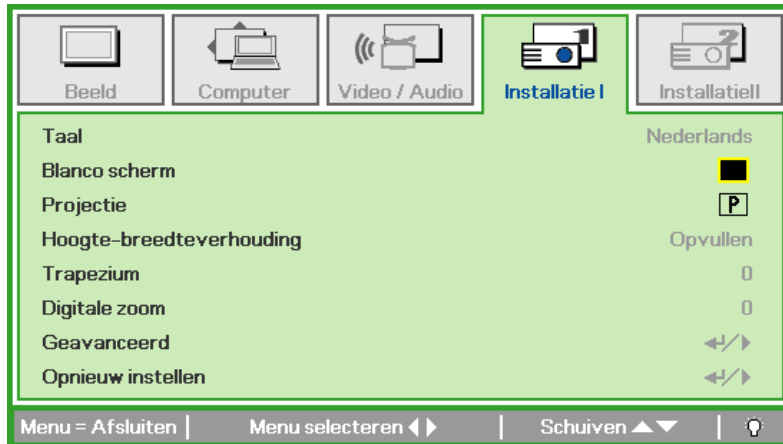 Beeld Computer Video / Audio Installatie I InstallatieII
Taal Nederlands
Blanco scherm
Projectie P
Hoogte-breedteverhouding Opvullen
Trapezium 0
Digitale zoom 0
Geavanceerd
Opnieuw instellen
Menu = Afsluiten | Menu selecteren | Schuiven |